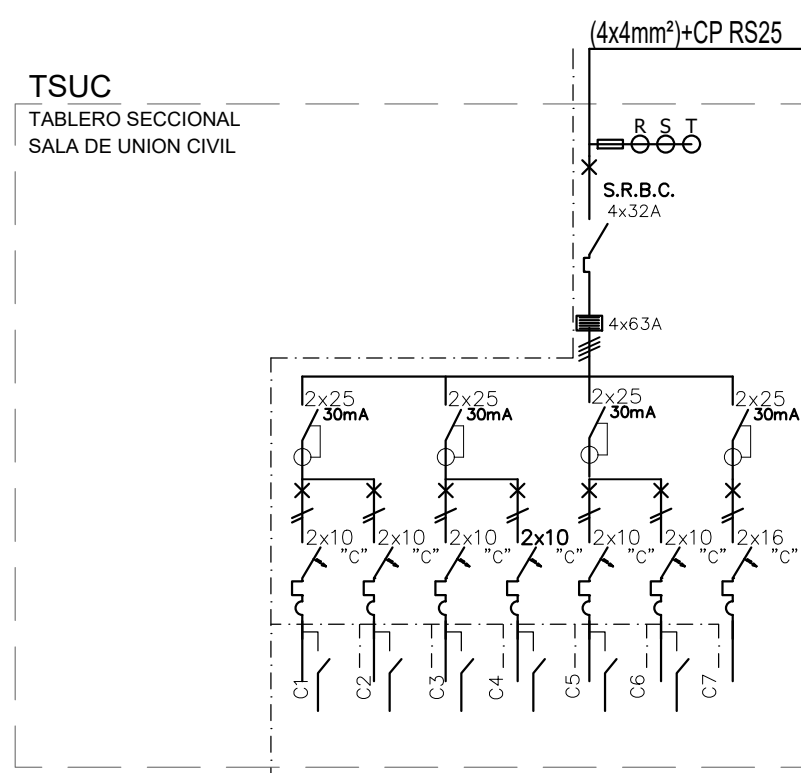 (4x4mm²)+CP RS25
TSUC
TABLERO SECCIONAL
SALA DE UNION CIVIL
R S T
S.R.B.C.
4x32A
4x63A
2x25 2x25 2x25 2x25
30mA 30mA 30mA 30mA
2x10 2x10 2x10 2x10 2x10 2x10 2x16
"C" "C" "C" "C" "C" "C" "C"
C1 C2 C3 C4 C5 C6 C7